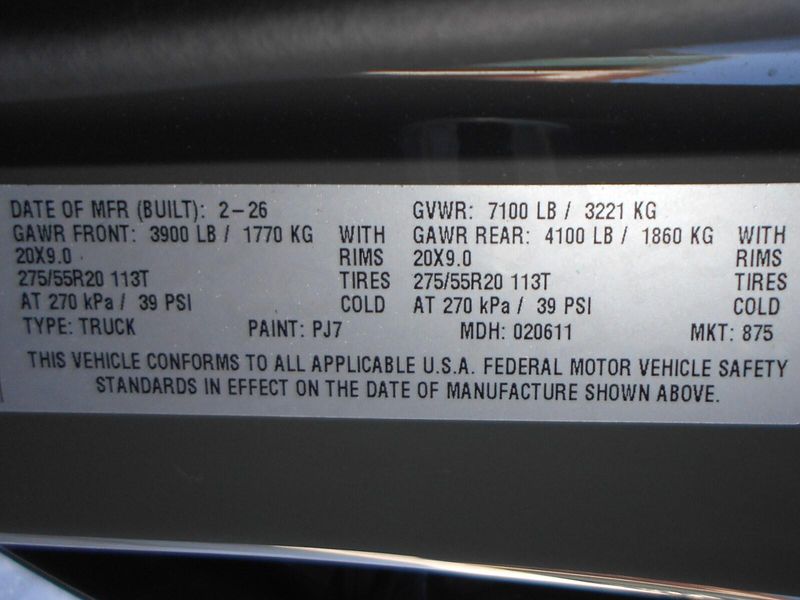 DATE OF MFR (BUILT): 2-26 GVWR: 7100 LB / 3221 KG
GAWR FRONT: 3900 LB / 1770 KG WITH GAWR REAR: 4100 LB / 1860 KG WITH
20X9.0 RIMS 20X9.0 RIMS
275/55R20 113T TIRES 275/55R20 113T TIRES
AT 270 kPa / 39 PSI COLD AT 270 kPa / 39 PSI COLD
TYPE: TRUCK PAINT: PJ7 MDH: 020611 MKT: 875
THIS VEHICLE CONFORMS TO ALL APPLICABLE U.S.A. FEDERAL MOTOR VEHICLE SAFETY
STANDARDS IN EFFECT ON THE DATE OF MANUFACTURE SHOWN ABOVE.